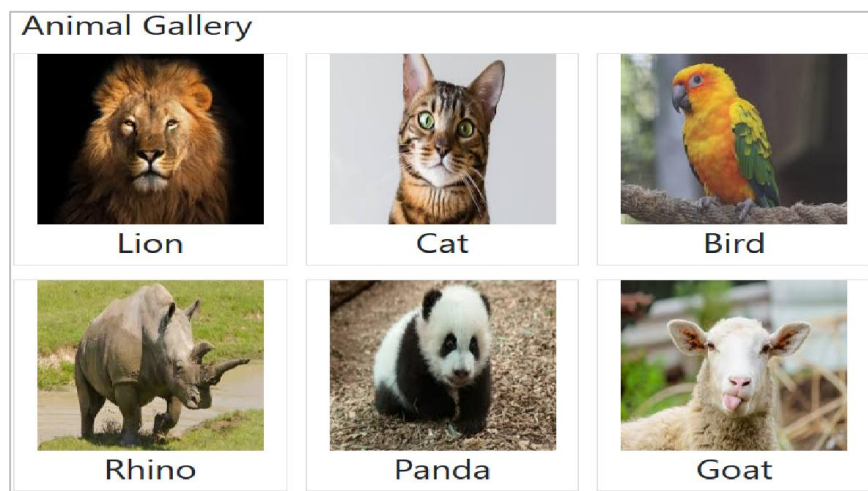 Animal Gallery
Lion
Cat
Bird
Rhino
Panda
Goat